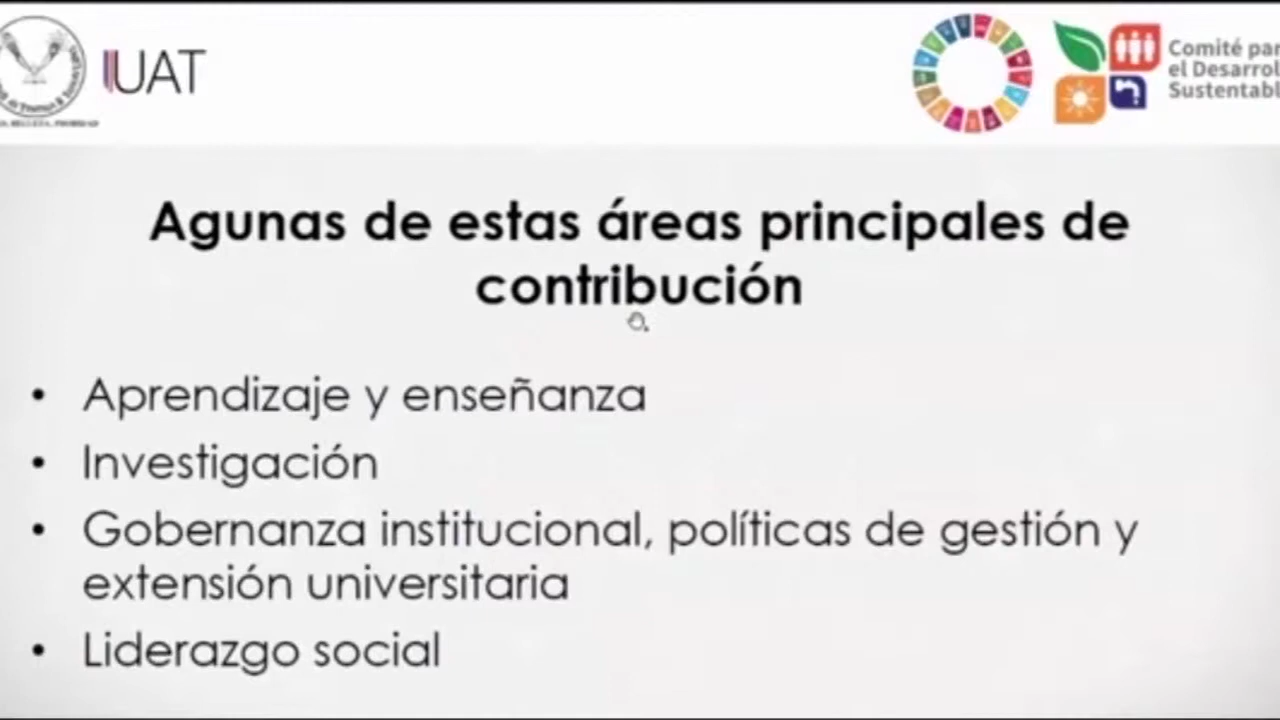 UAT
Comité par
el Desarrol
Sustentabl
Agunas de estas áreas principales de
contribución
• Aprendizaje y enseñanza
• Investigación
• Gobernanza institucional, políticas de gestión y
extensión universitaria
• Liderazgo social